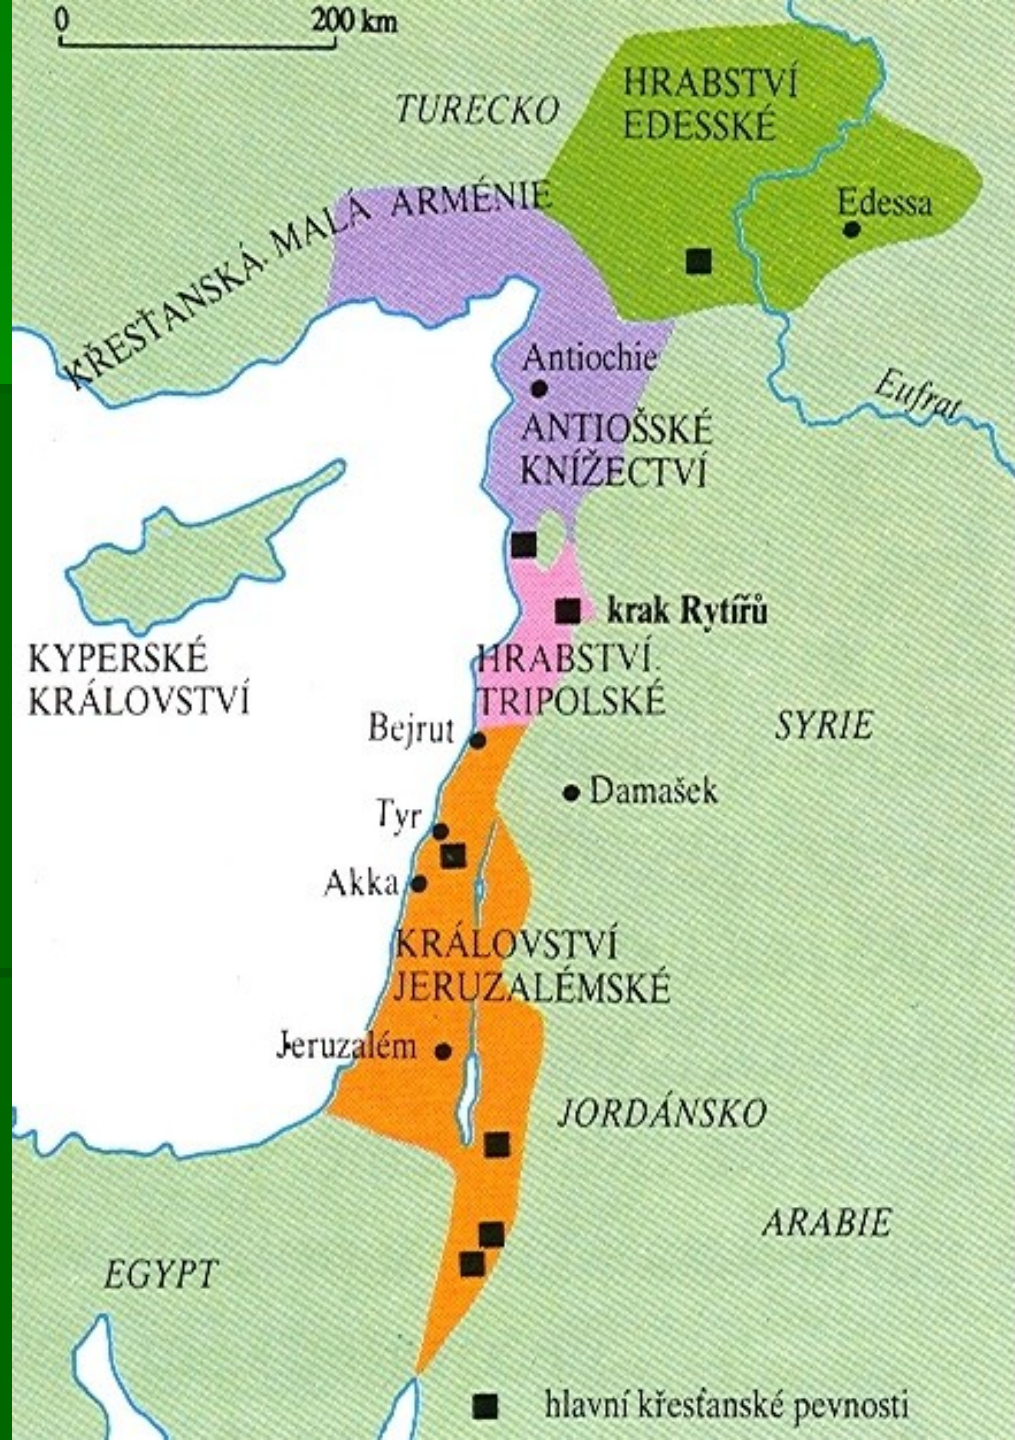 0 200 km
TURECKO
HRABSTVÍ
EDESSKÉ
KŘESŤANSKÁ MALÁ ARMÉNIE
Edessa
Antiochie
Eufrat
ANTIOŠSKÉ
KNÍŽECTVÍ
krak Rytířů
KYPERSKÉ
KRÁLOVSTVÍ
HRABSTVÍ
TRIPOLSKÉ
Bejrut
SYRIE
Damašek
Tyr
Akka
KRÁLOVSTVÍ
JERUZALÉMSKÉ
Jeruzalém
JORDÁNSKO
ARABIE
EGYPT
hlavní křesťanské pevnosti